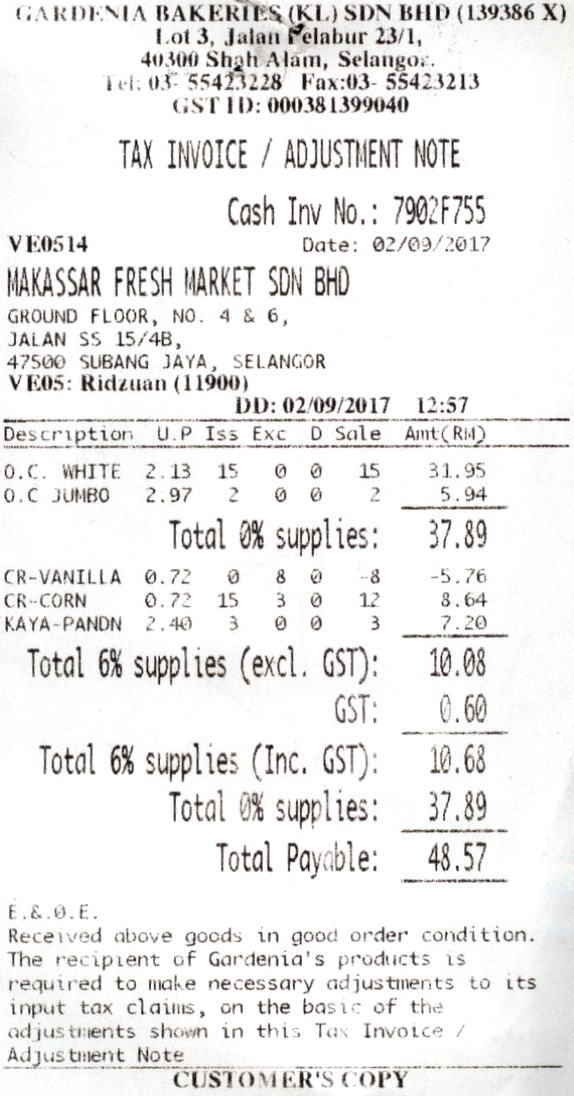 GARDENIA BAKERIES (KL) SDN BHD (139386 X)
Lot 3, Jalan Pelabur 23/1,
40300 Shah Alam, Selangor.
Tel: 03- 55423228 Fax:03- 55423213
GST ID: 000381399040
TAX INVOICE / ADJUSTMENT NOTE
Cash Inv No.: 7902F755
VE0514 Date: 02/09/2017
MAKASSAR FRESH MARKET SDN BHD
GROUND FLOOR, NO. 4 & 6,
JALAN SS 15/4B,
47500 SUBANG JAYA, SELANGOR
VE05: Ridzuan (11900)
DD: 02/09/2017 12:57
Description U.P Iss Exc D Sale Amt(RM)
O.C. WHITE 2.13 15 0 0 15 31.95
O.C JUMBO 2.97 2 0 0 2 5.94
Total 0% supplies: 37.89
CR-VANILLA 0.72 0 8 0 -8 -5.76
CR-CORN 0.72 15 3 0 12 8.64
KAYA-PANDN 2.40 3 0 0 3 7.20
Total 6% supplies (excl. GST): 10.08
GST: 0.60
Total 6% supplies (Inc. GST): 10.68
Total 0% supplies: 37.89
Total Payable: 48.57
E.&.O.E.
Received above goods in good order condition.
The recipient of Gardenia's products is
required to make necessary adjustments to its
input tax claims, on the basic of the
adjustments shown in this Tax Invoice /
Adjustment Note
CUSTOMER'S COPY